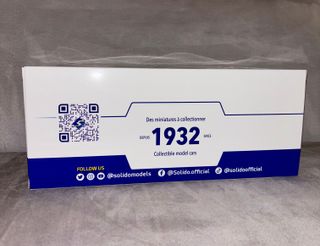 Des miniatures à collectionner
DEPUIS 1932 SINCE
Collectible model cars
FOLLOW US
@solidomodels @Solido.official @solidoofficial